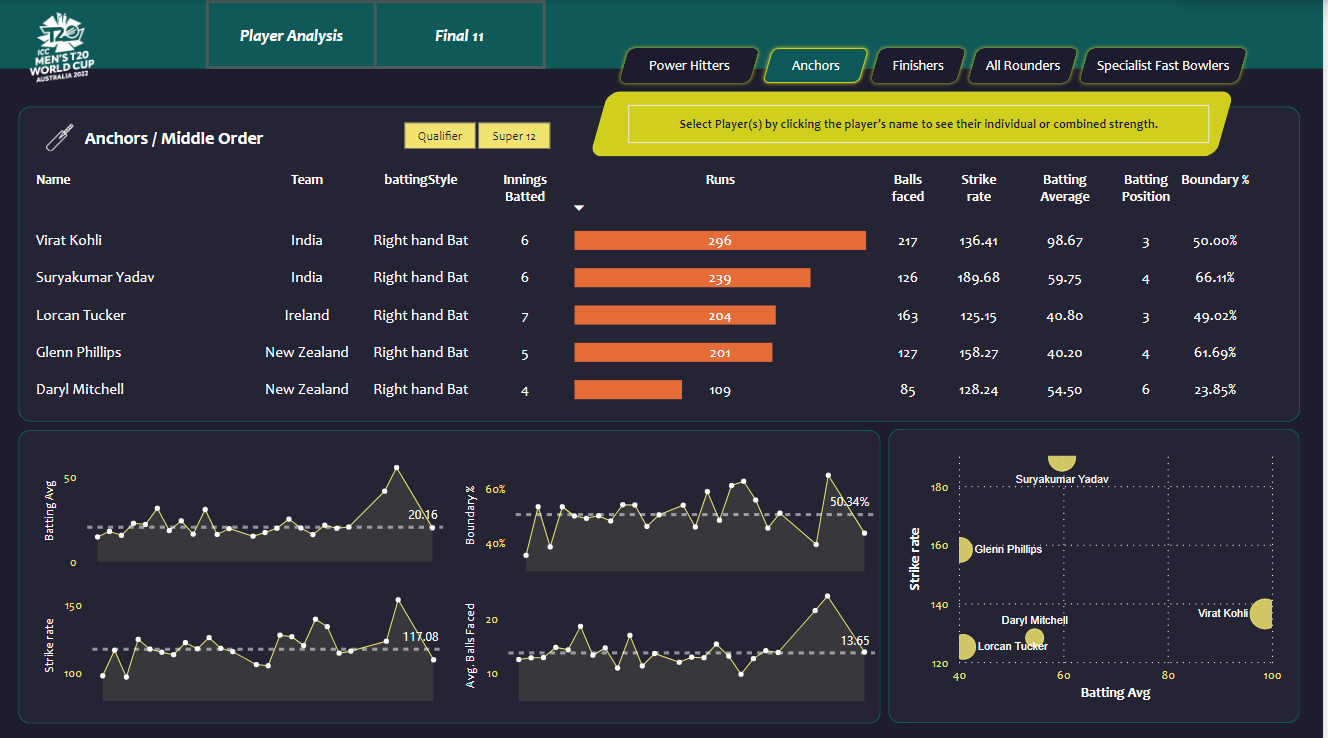 T20
ICC
MEN'S T20
WORLD CUP
AUSTRALIA 2022
Player Analysis
Final 11
Power Hitters
Anchors
Finishers
All Rounders
Specialist Fast Bowlers
Select Player(s) by clicking the player's name to see their individual or combined strength.
Anchors / Middle Order
Qualifier
Super 12
Name Team battingStyle Innings Batted Runs Balls faced Strike rate Batting Average Batting Position Boundary %
Virat Kohli India Right hand Bat 6 296 217 136.41 98.67 3 50.00%
Suryakumar Yadav India Right hand Bat 6 239 126 189.68 59.75 4 66.11%
Lorcan Tucker Ireland Right hand Bat 7 204 163 125.15 40.80 3 49.02%
Glenn Phillips New Zealand Right hand Bat 5 201 127 158.27 40.20 4 61.69%
Daryl Mitchell New Zealand Right hand Bat 4 109 85 128.24 54.50 6 23.85%
Batting Avg
50
0
20.16
Boundary %
60%
40%
50.34%
Strike rate
150
100
117.08
Avg. Balls Faced
20
10
13.65
Strike rate
180
160
140
120
Suryakumar Yadav
Glenn Phillips
Virat Kohli
Daryl Mitchell
Lorcan Tucker
40 60 80 100
Batting Avg